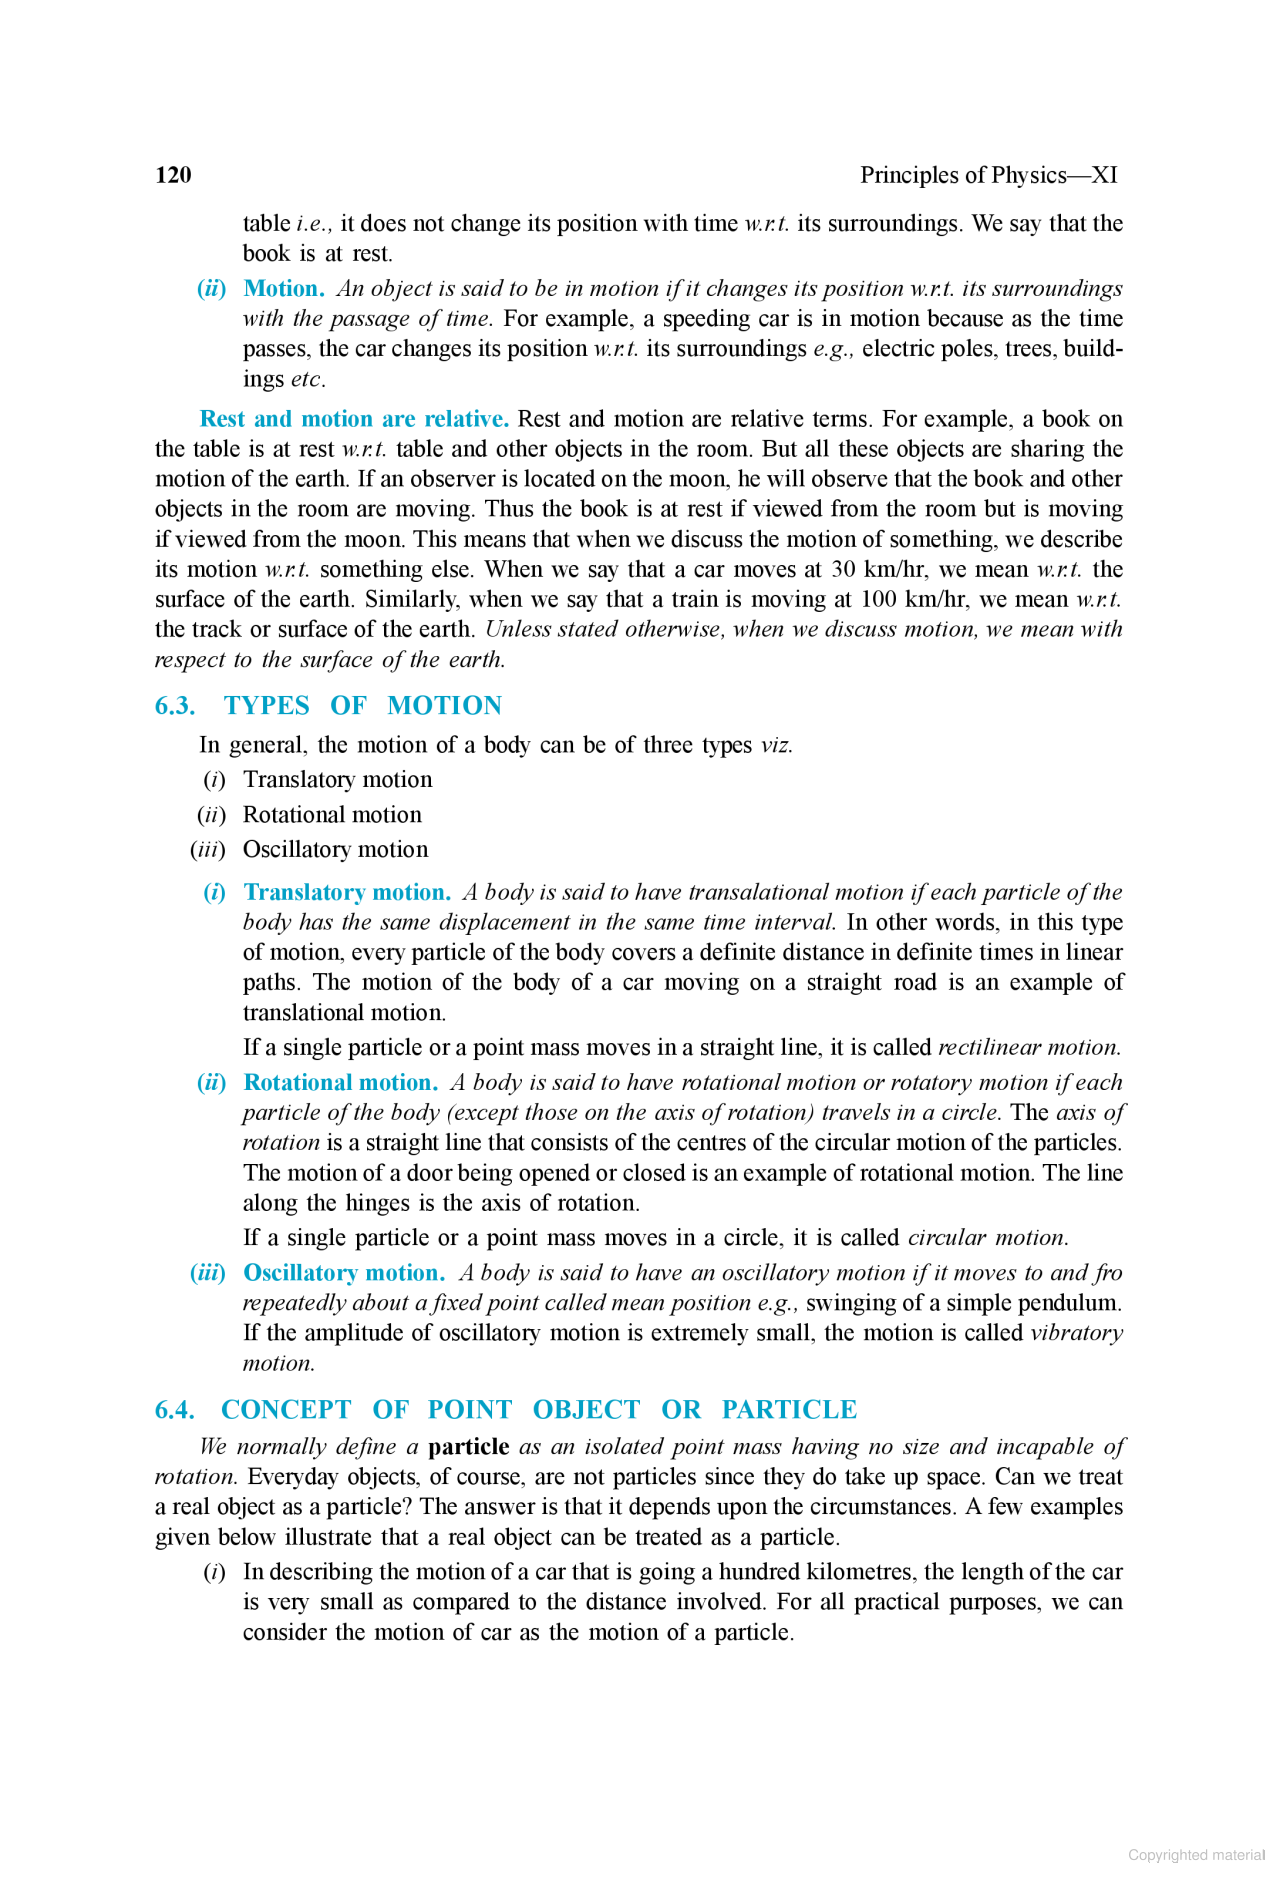 120
Principles of Physics—XI
table i.e., it does not change its position with time w.r.t. its surroundings. We say that the
book is at rest.
(ii) Motion. An object is said to be in motion if it changes its position w.r.t. its surroundings
with the passage of time. For example, a speeding car is in motion because as the time
passes, the car changes its position w.r.t. its surroundings e.g., electric poles, trees, build-
ings etc.
Rest and motion are relative. Rest and motion are relative terms. For example, a book on
the table is at rest w.r.t. table and other objects in the room. But all these objects are sharing the
motion of the earth. If an observer is located on the moon, he will observe that the book and other
objects in the room are moving. Thus the book is at rest if viewed from the room but is moving
if viewed from the moon. This means that when we discuss the motion of something, we describe
its motion w.r.t. something else. When we say that a car moves at 30 km/hr, we mean w.r.t. the
surface of the earth. Similarly, when we say that a train is moving at 100 km/hr, we mean w.r.t.
the track or surface of the earth. Unless stated otherwise, when we discuss motion, we mean with
respect to the surface of the earth.
6.3. TYPES OF MOTION
In general, the motion of a body can be of three types viz.
(i) Translatory motion
(ii) Rotational motion
(iii) Oscillatory motion
(i) Translatory motion. A body is said to have transalational motion if each particle of the
body has the same displacement in the same time interval. In other words, in this type
of motion, every particle of the body covers a definite distance in definite times in linear
paths. The motion of the body of a car moving on a straight road is an example of
translational motion.
If a single particle or a point mass moves in a straight line, it is called rectilinear motion.
(ii) Rotational motion. A body is said to have rotational motion or rotatory motion if each
particle of the body (except those on the axis of rotation) travels in a circle. The axis of
rotation is a straight line that consists of the centres of the circular motion of the particles.
The motion of a door being opened or closed is an example of rotational motion. The line
along the hinges is the axis of rotation.
If a single particle or a point mass moves in a circle, it is called circular motion.
(iii) Oscillatory motion. A body is said to have an oscillatory motion if it moves to and fro
repeatedly about a fixed point called mean position e.g., swinging of a simple pendulum.
If the amplitude of oscillatory motion is extremely small, the motion is called vibratory
motion.
6.4. CONCEPT OF POINT OBJECT OR PARTICLE
We normally define a particle as an isolated point mass having no size and incapable of
rotation. Everyday objects, of course, are not particles since they do take up space. Can we treat
a real object as a particle? The answer is that it depends upon the circumstances. A few examples
given below illustrate that a real object can be treated as a particle.
(i) In describing the motion of a car that is going a hundred kilometres, the length of the car
is very small as compared to the distance involved. For all practical purposes, we can
consider the motion of car as the motion of a particle.
Copyrighted material